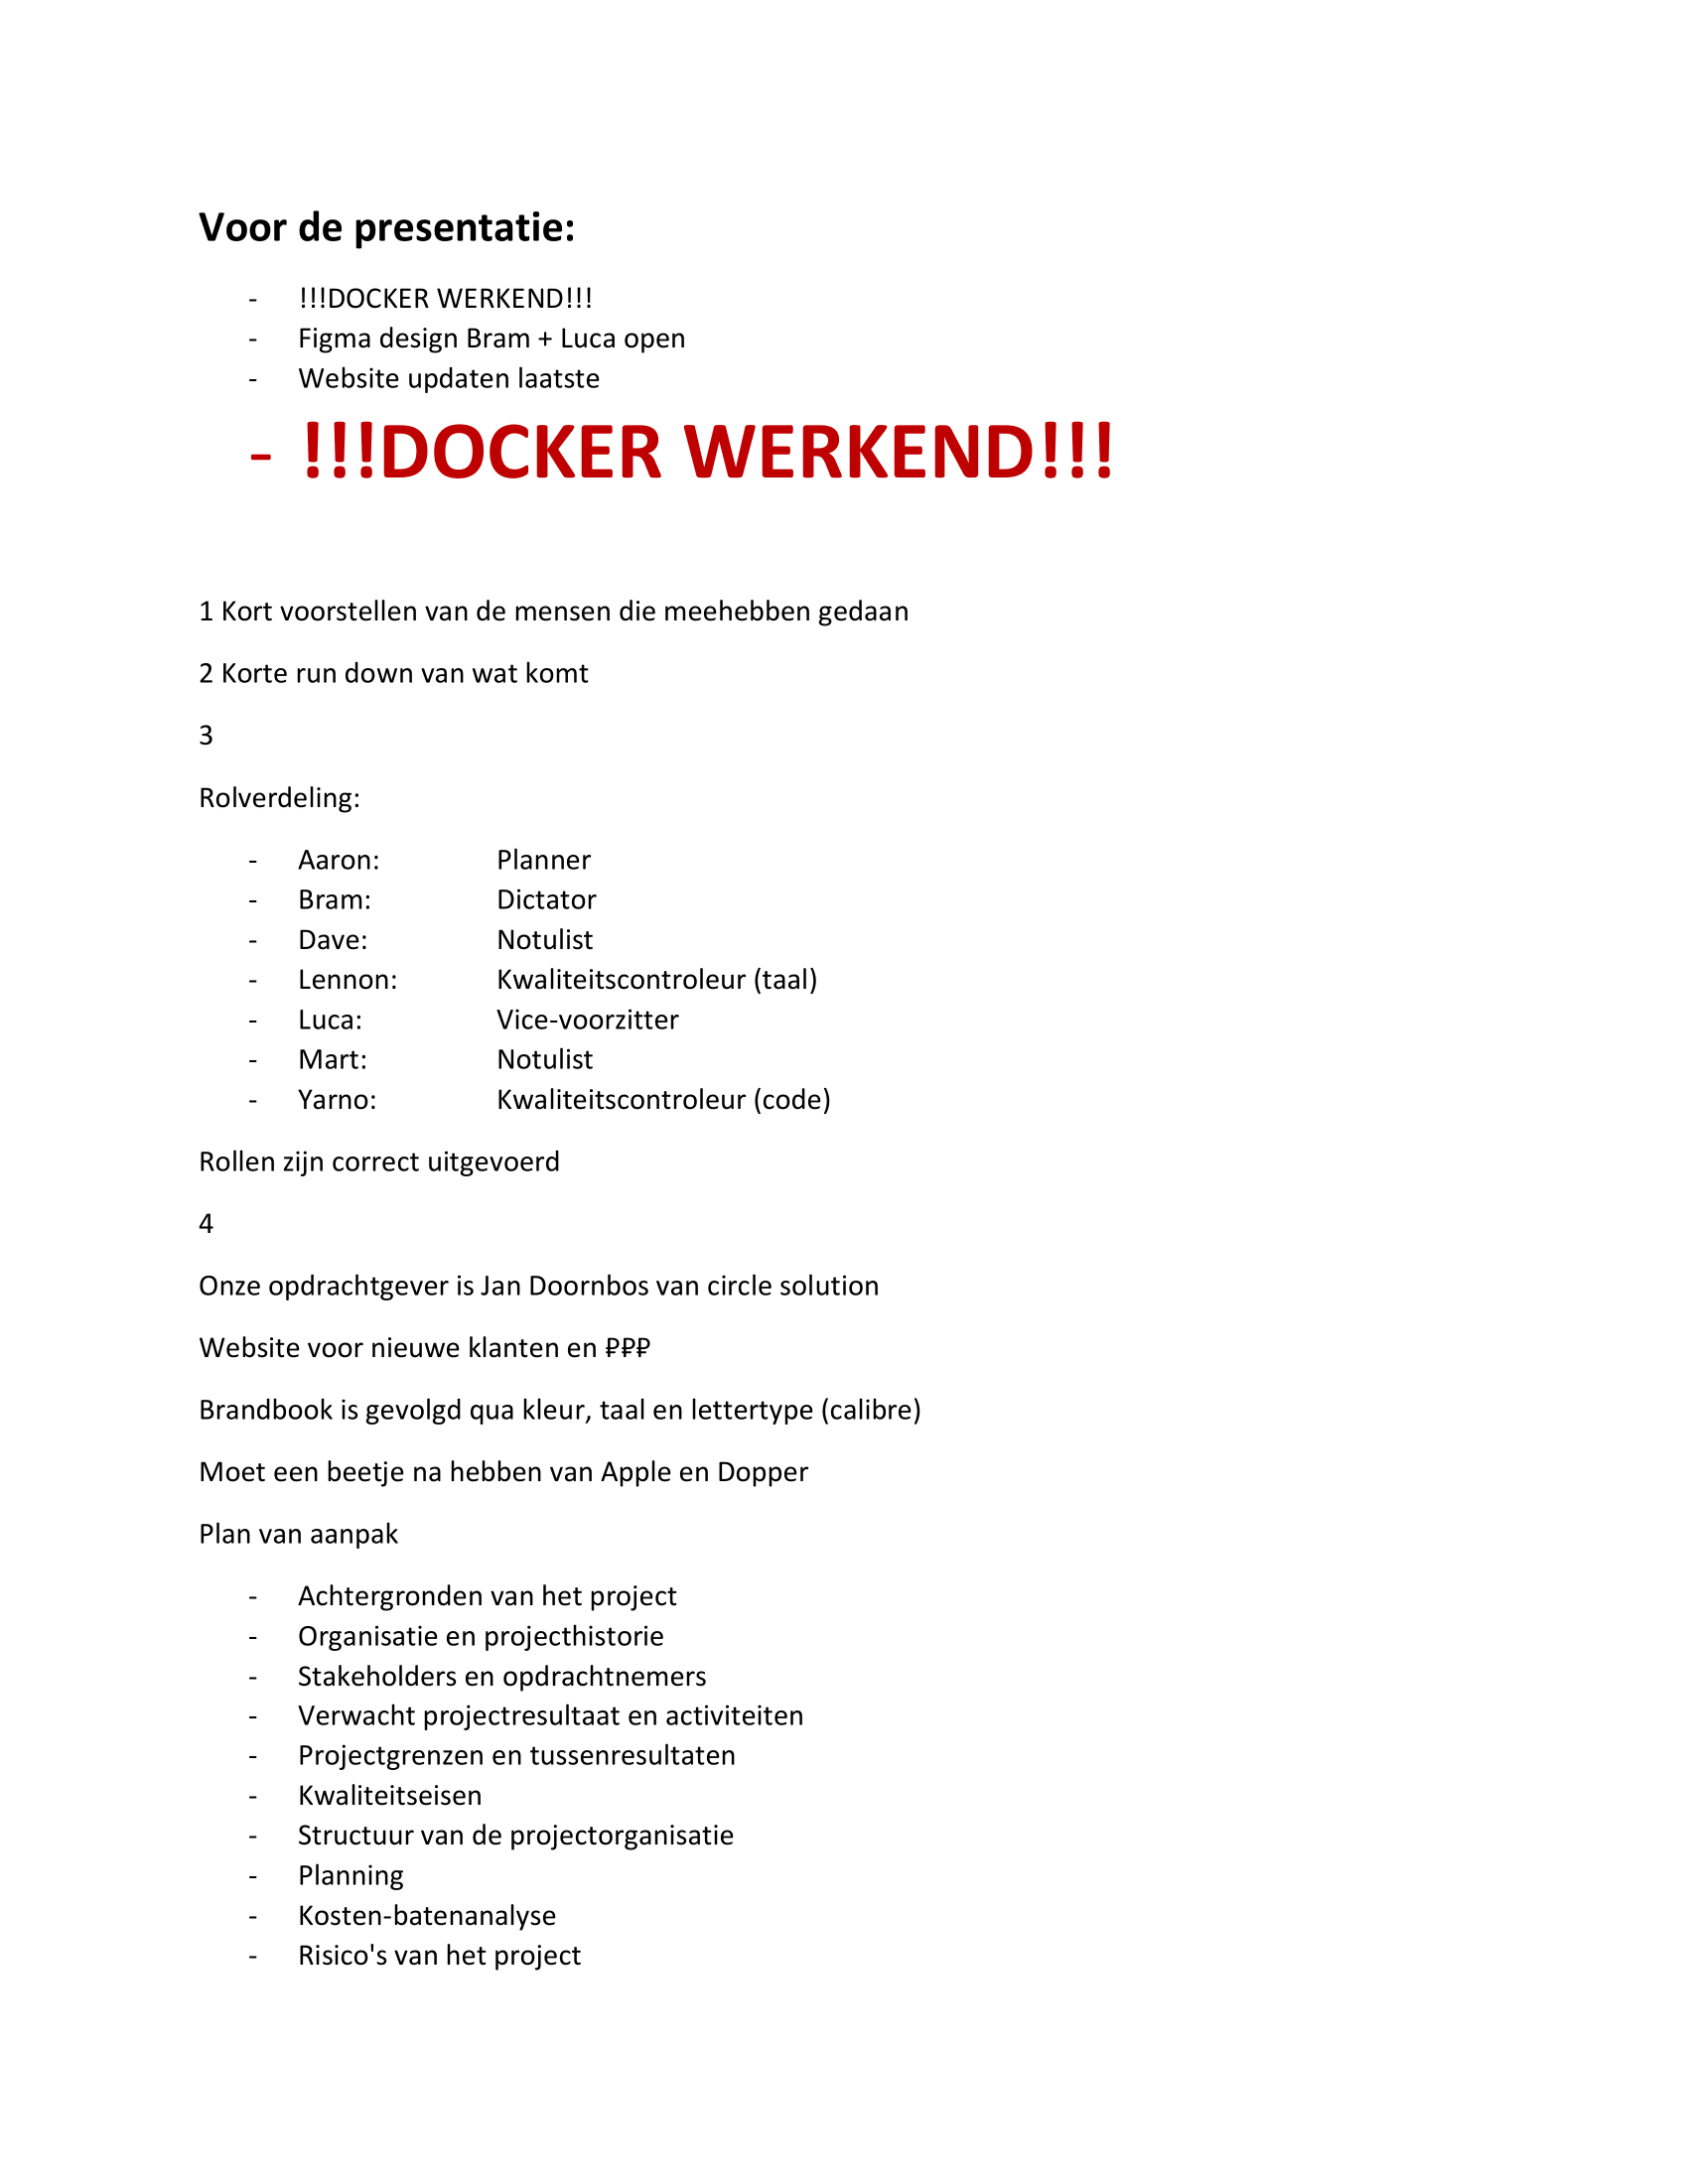 Voor de presentatie:
- !!!DOCKER WERKEND!!!
- Figma design Bram + Luca open
- Website updaten laatste
- !!!DOCKER WERKEND!!!
1 Kort voorstellen van de mensen die meehebben gedaan
2 Korte run down van wat komt
3
Rolverdeling:
- Aaron: Planner
- Bram: Dictator
- Dave: Notulist
- Lennon: Kwaliteitscontroleur (taal)
- Luca: Vice-voorzitter
- Mart: Notulist
- Yarno: Kwaliteitscontroleur (code)
Rollen zijn correct uitgevoerd
4
Onze opdrachtgever is Jan Doornbos van circle solution
Website voor nieuwe klanten en ₽₽₽
Brandbook is gevolgd qua kleur, taal en lettertype (calibre)
Moet een beetje na hebben van Apple en Dopper
Plan van aanpak
- Achtergronden van het project
- Organisatie en projecthistorie
- Stakeholders en opdrachtnemers
- Verwacht projectresultaat en activiteiten
- Projectgrenzen en tussenresultaten
- Kwaliteitseisen
- Structuur van de projectorganisatie
- Planning
- Kosten-batenanalyse
- Risico's van het project